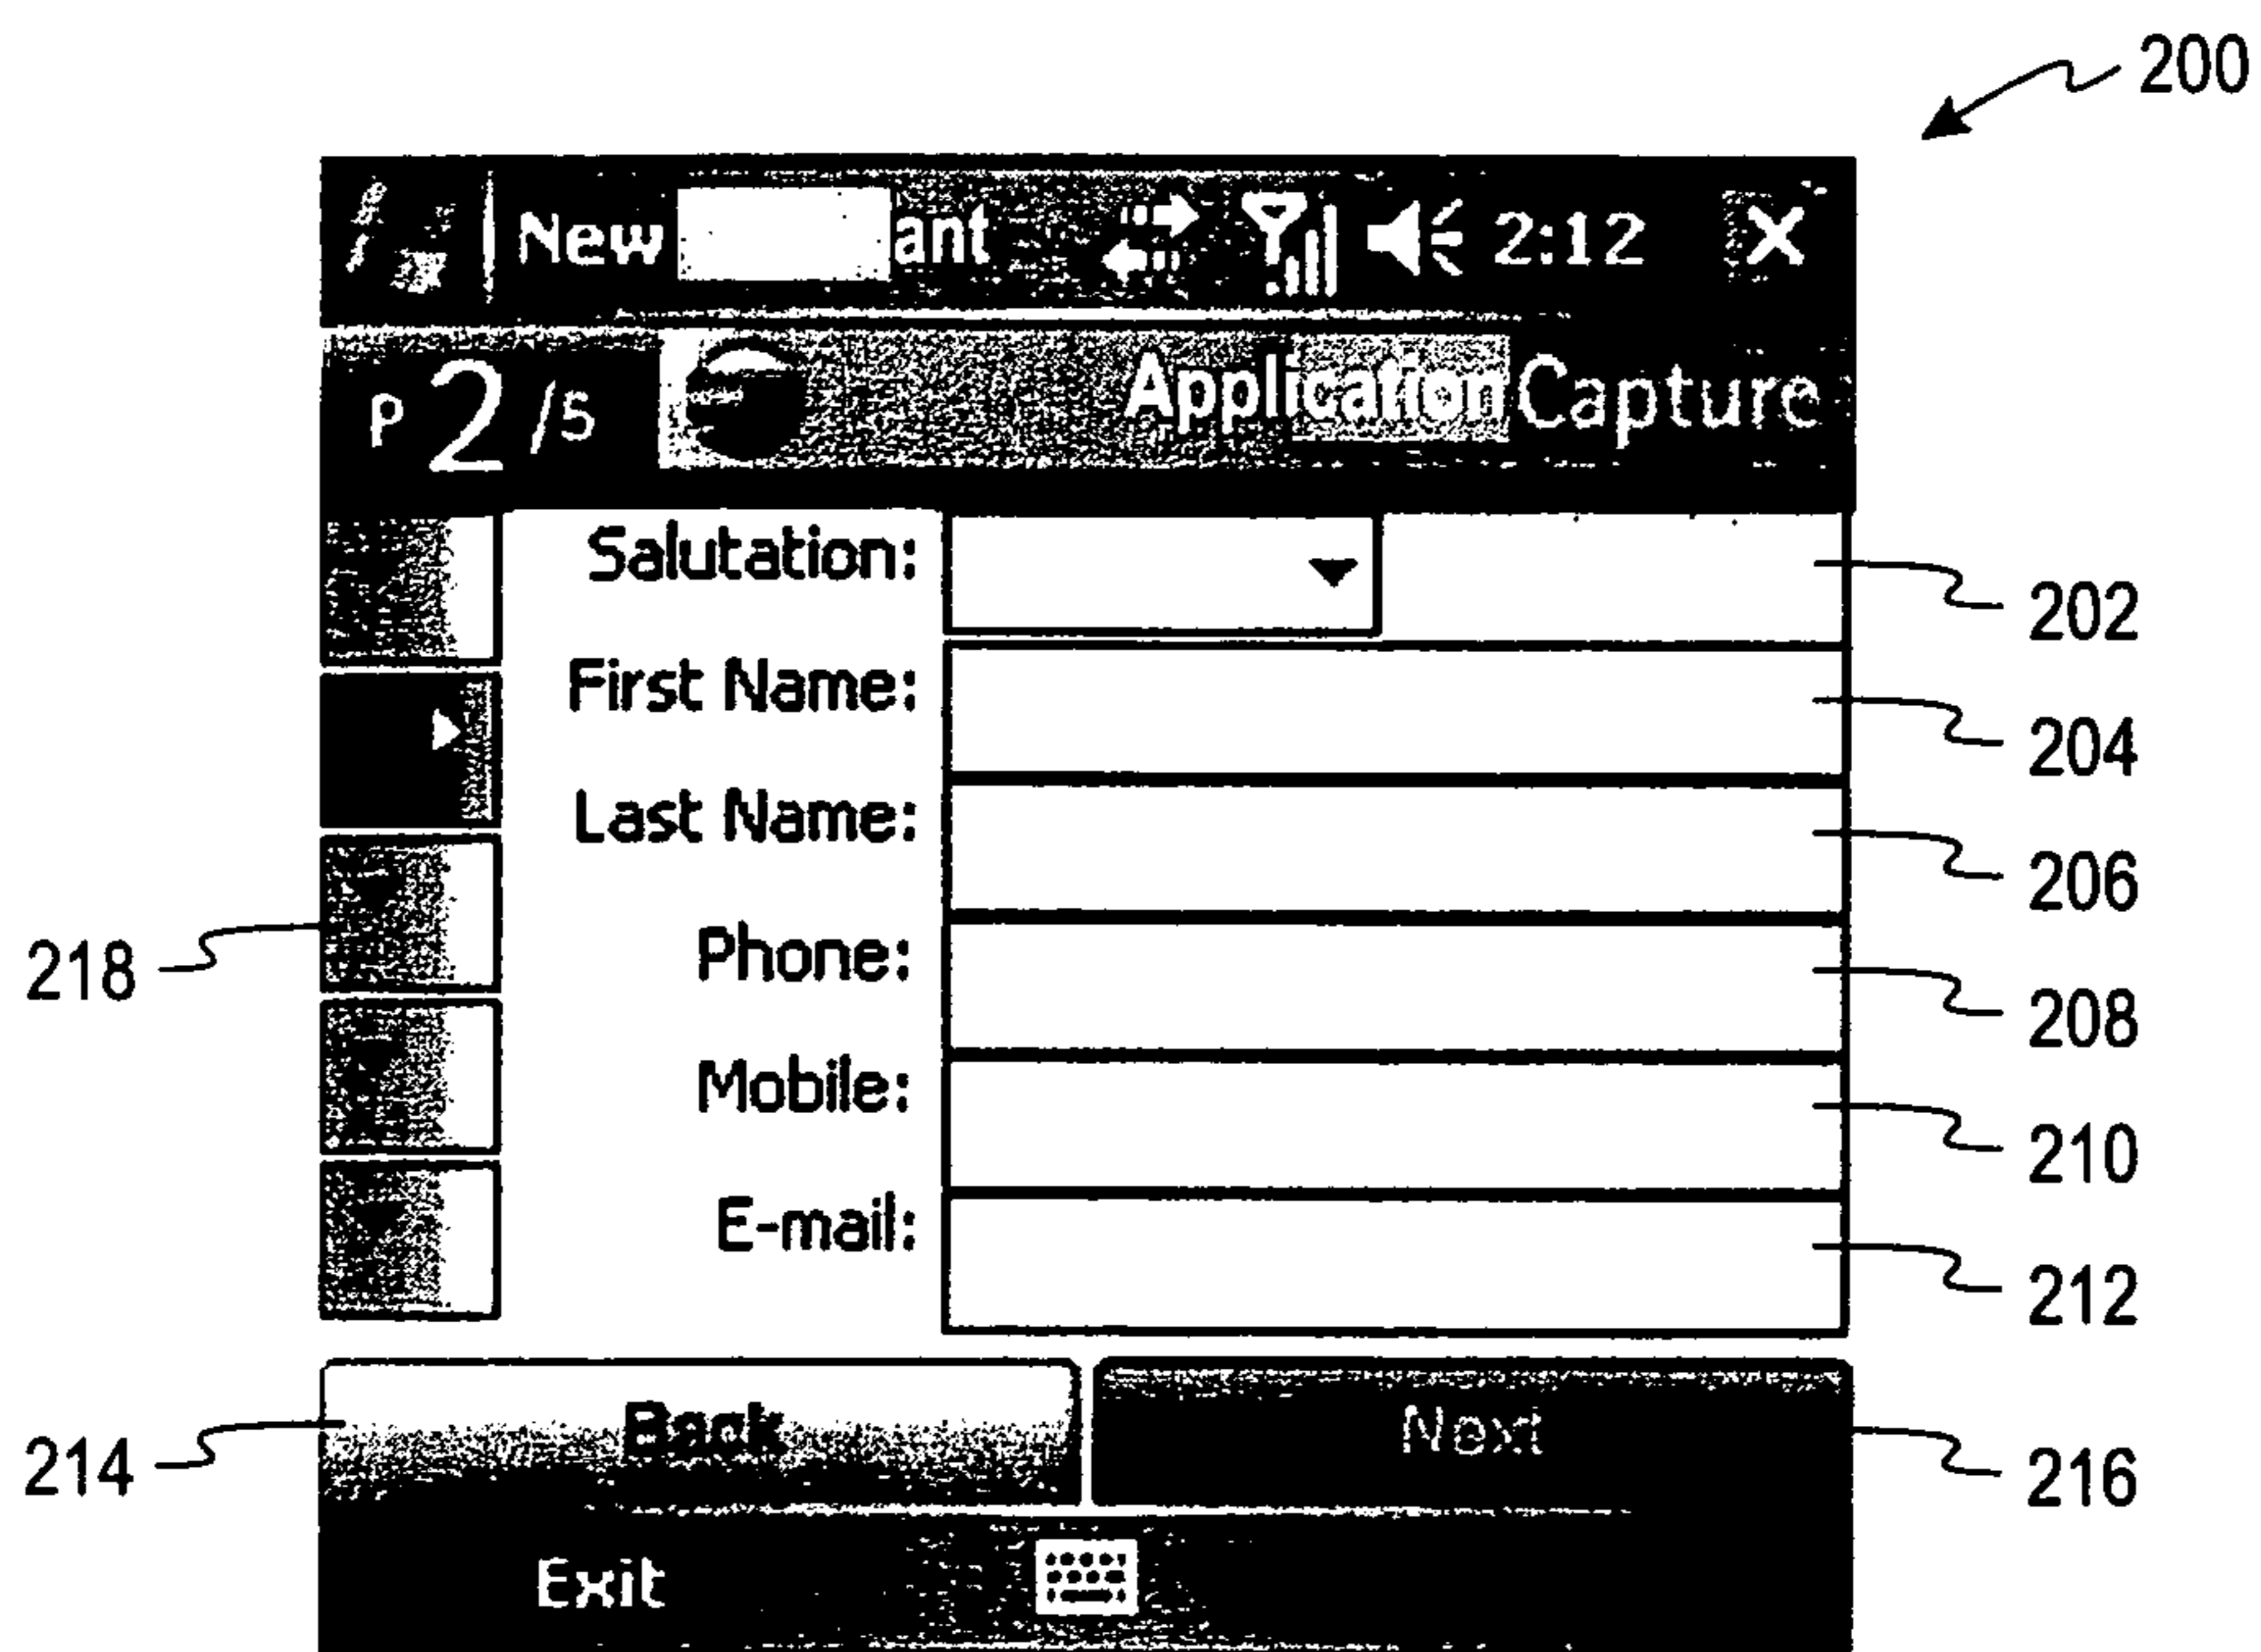 200
New ant 2:12
P 2/5 Application Capture
Salutation: 202
First Name: 204
Last Name: 206
218 Phone: 208
Mobile: 210
E-mail: 212
214 Back Next 216
Exit